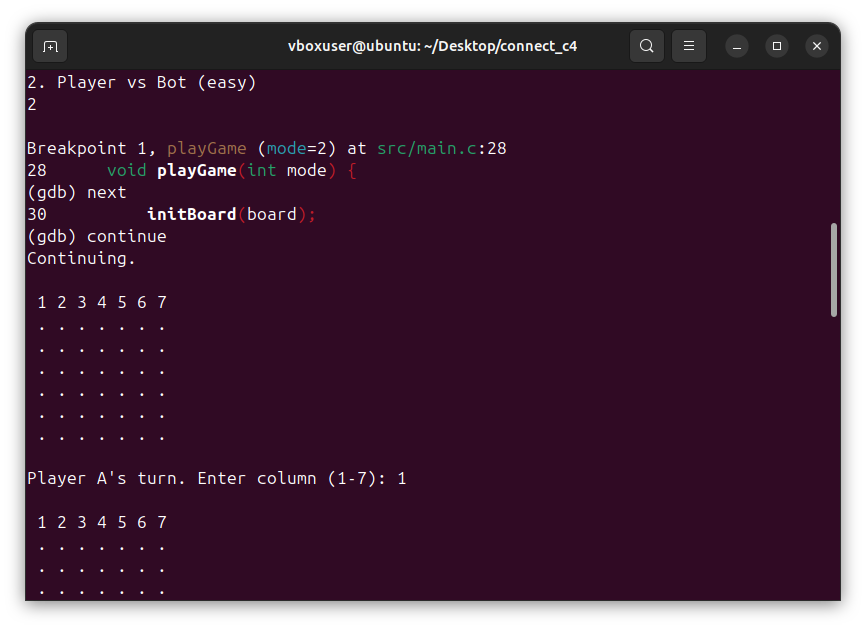 vboxuser@ubuntu: ~/Desktop/connect_c4
2. Player vs Bot (easy)
2
Breakpoint 1, playGame (mode=2) at src/main.c:28
28      void playGame(int mode) {
(gdb) next
30          initBoard(board);
(gdb) continue
Continuing.
 1 2 3 4 5 6 7
 . . . . . . .
 . . . . . . .
 . . . . . . .
 . . . . . . .
 . . . . . . .
 . . . . . . .
Player A's turn. Enter column (1-7): 1
 1 2 3 4 5 6 7
 . . . . . . .
 . . . . . . .
 . . . . . . .